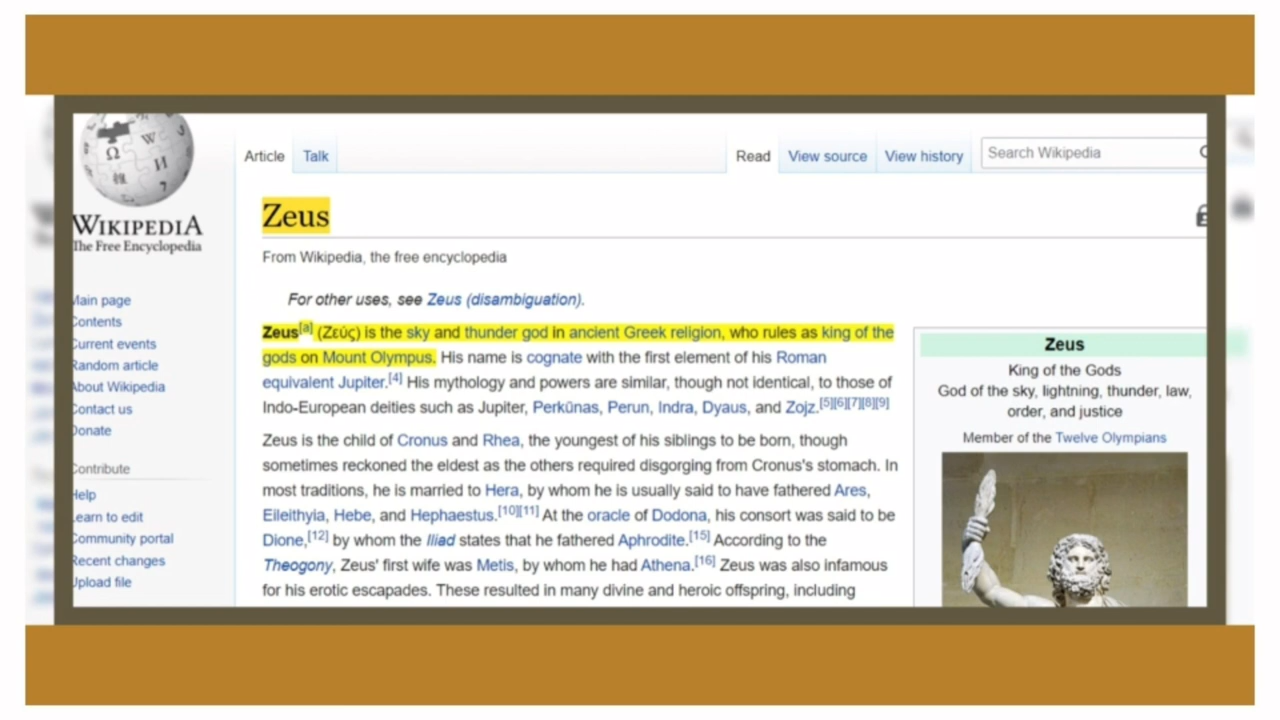 Article
Talk
Read
View source
View history
Search Wikipedia
WIKIPEDIA
The Free Encyclopedia
Main page
Contents
Current events
Random article
About Wikipedia
Contact us
Donate
Contribute
Help
Learn to edit
Community portal
Recent changes
Upload file
Zeus
From Wikipedia, the free encyclopedia
For other uses, see Zeus (disambiguation).
Zeus[a] (Ζεύς) is the sky and thunder god in ancient Greek religion, who rules as king of the
gods on Mount Olympus. His name is cognate with the first element of his Roman
equivalent Jupiter.[4] His mythology and powers are similar, though not identical, to those of
Indo-European deities such as Jupiter, Perkūnas, Perun, Indra, Dyaus, and Zojz.[5][6][7][8][9]
Zeus is the child of Cronus and Rhea, the youngest of his siblings to be born, though
sometimes reckoned the eldest as the others required disgorging from Cronus's stomach. In
most traditions, he is married to Hera, by whom he is usually said to have fathered Ares,
Eileithyia, Hebe, and Hephaestus.[10][11] At the oracle of Dodona, his consort was said to be
Dione,[12] by whom the Iliad states that he fathered Aphrodite.[15] According to the
Theogony, Zeus' first wife was Metis, by whom he had Athena.[16] Zeus was also infamous
for his erotic escapades. These resulted in many divine and heroic offspring, including
Zeus
King of the Gods
God of the sky, lightning, thunder, law,
order, and justice
Member of the Twelve Olympians